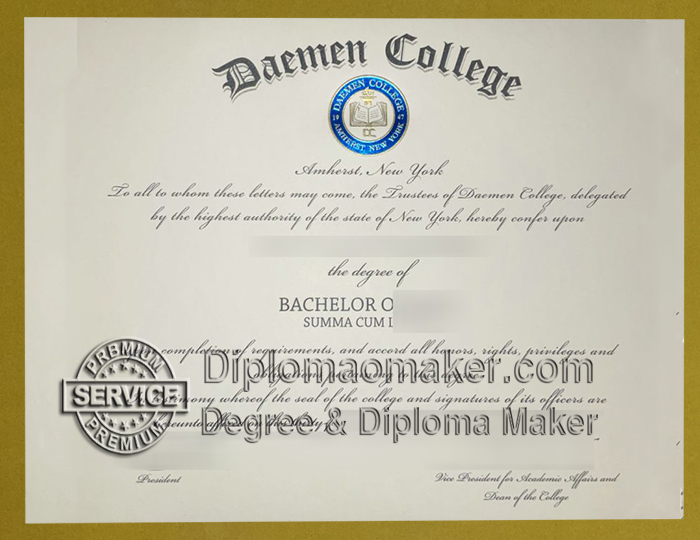 Daemen College
DAEMEN COLLEGE
1947
AMHERST, NEW YORK
DC
Amherst, New York
To all to whom these letters may come, the Trustees of Daemen College, delegated
by the highest authority of the state of New York, hereby confer upon
the degree of
BACHELOR O
SUMMA CUM L
completion of requirements, and accord all honors, rights, privileges and
whereof the seal of the college and signatures of its officers are
PREMIUM
SERVICE
PREMIUM
Diplomaomaker.com
Degree & Diploma Maker
President
Vice President for Academic Affairs and
Dean of the College